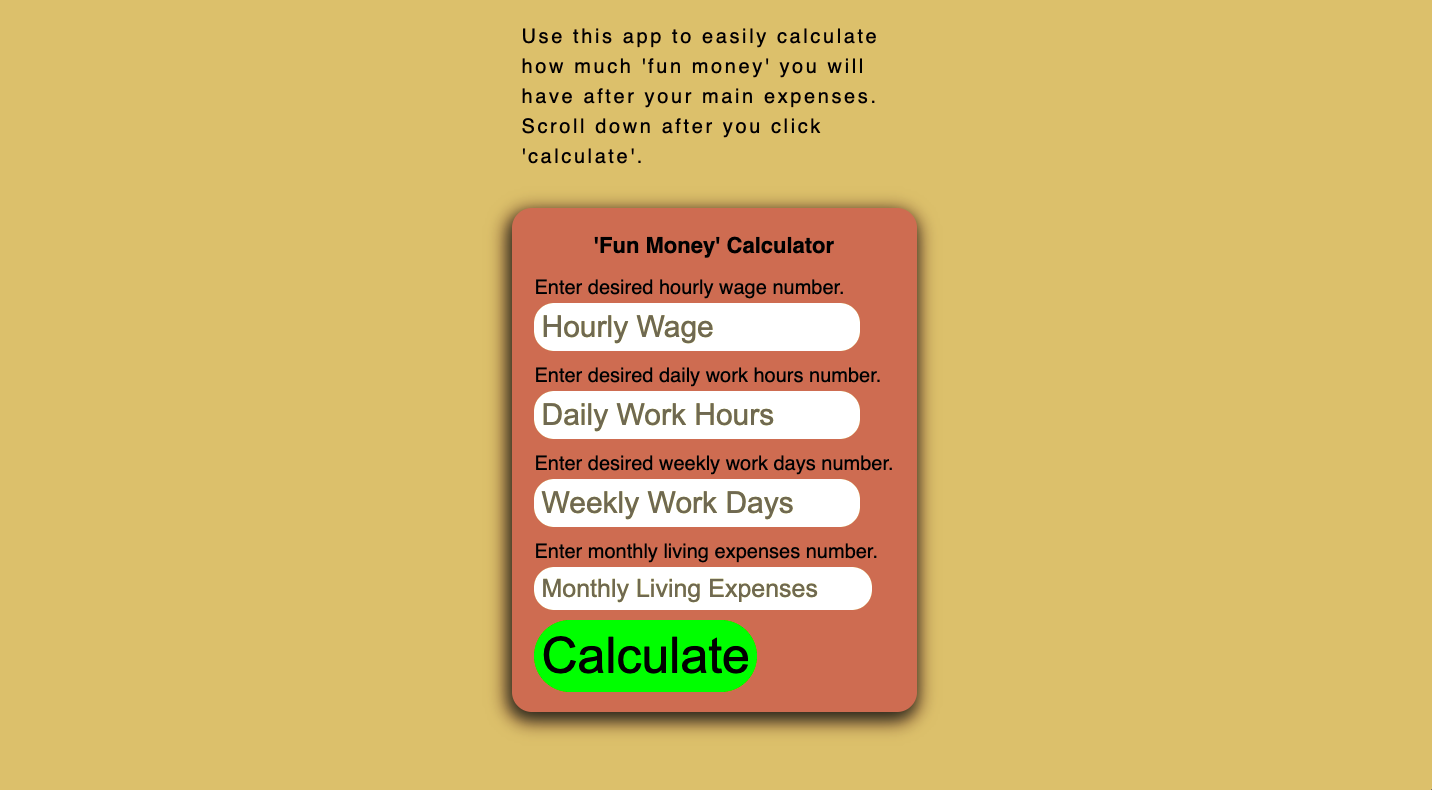 Use this app to easily calculate
how much 'fun money' you will
have after your main expenses.
Scroll down after you click
'calculate'.
'Fun Money' Calculator
Enter desired hourly wage number.
Hourly Wage
Enter desired daily work hours number.
Daily Work Hours
Enter desired weekly work days number.
Weekly Work Days
Enter monthly living expenses number.
Monthly Living Expenses
Calculate